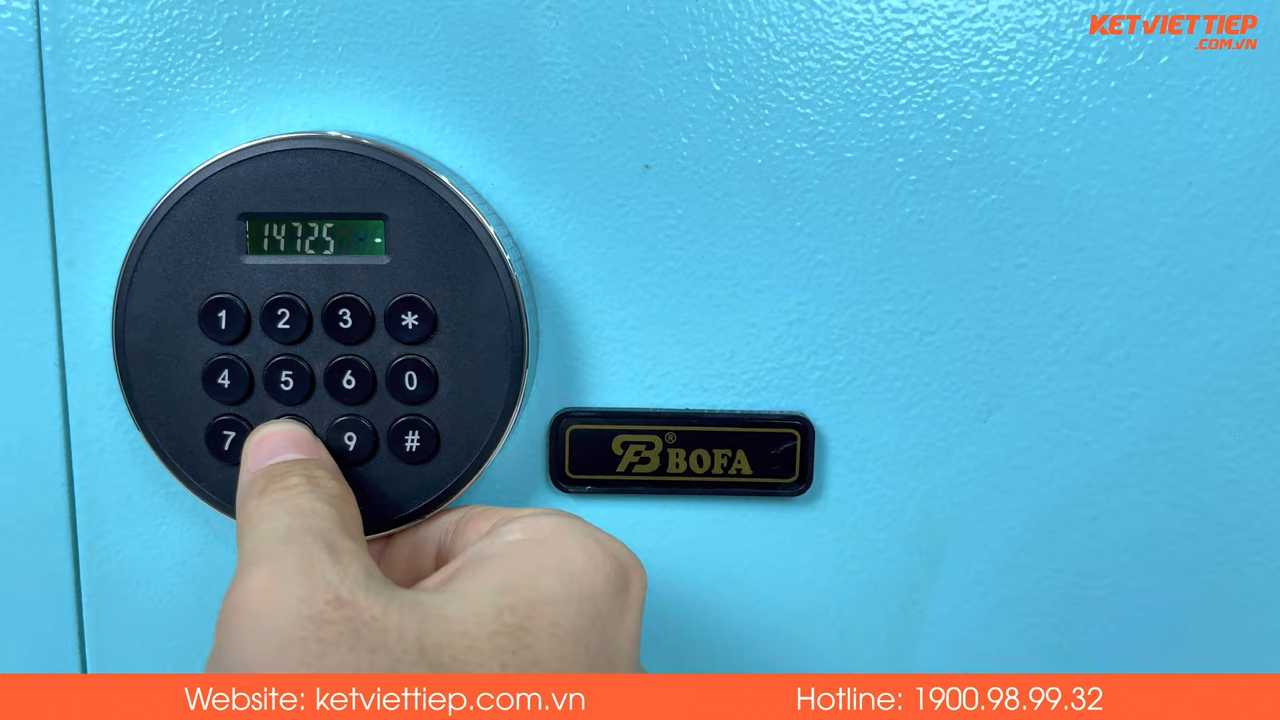 KETVIETTIEP
.COM.VN
14725
1 2 3 *
4 5 6 0
7 9 #
FB® BOFA
Website: ketviettiep.com.vn
Hotline: 1900.98.99.32